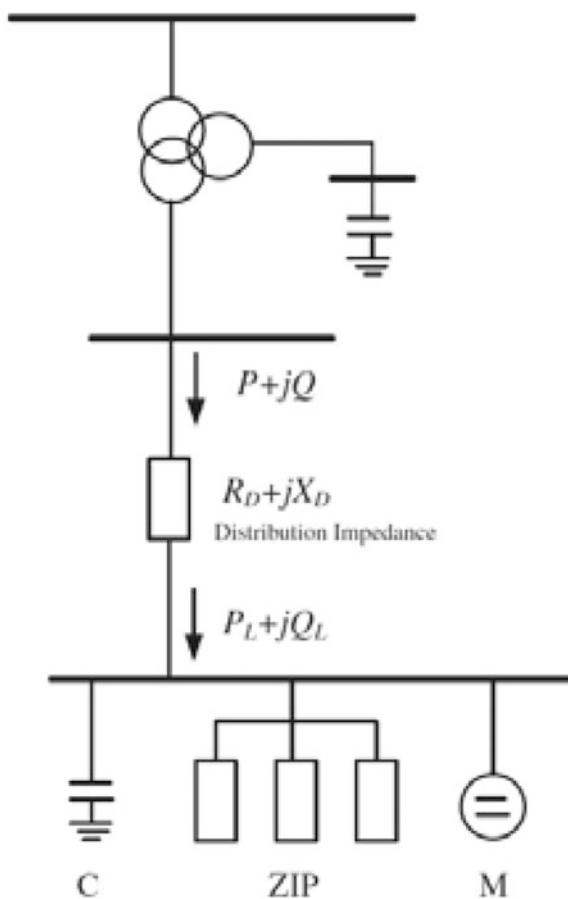 P+jQ
R_D+jX_D
Distribution Impedance
P_L+jQ_L
C ZIP M